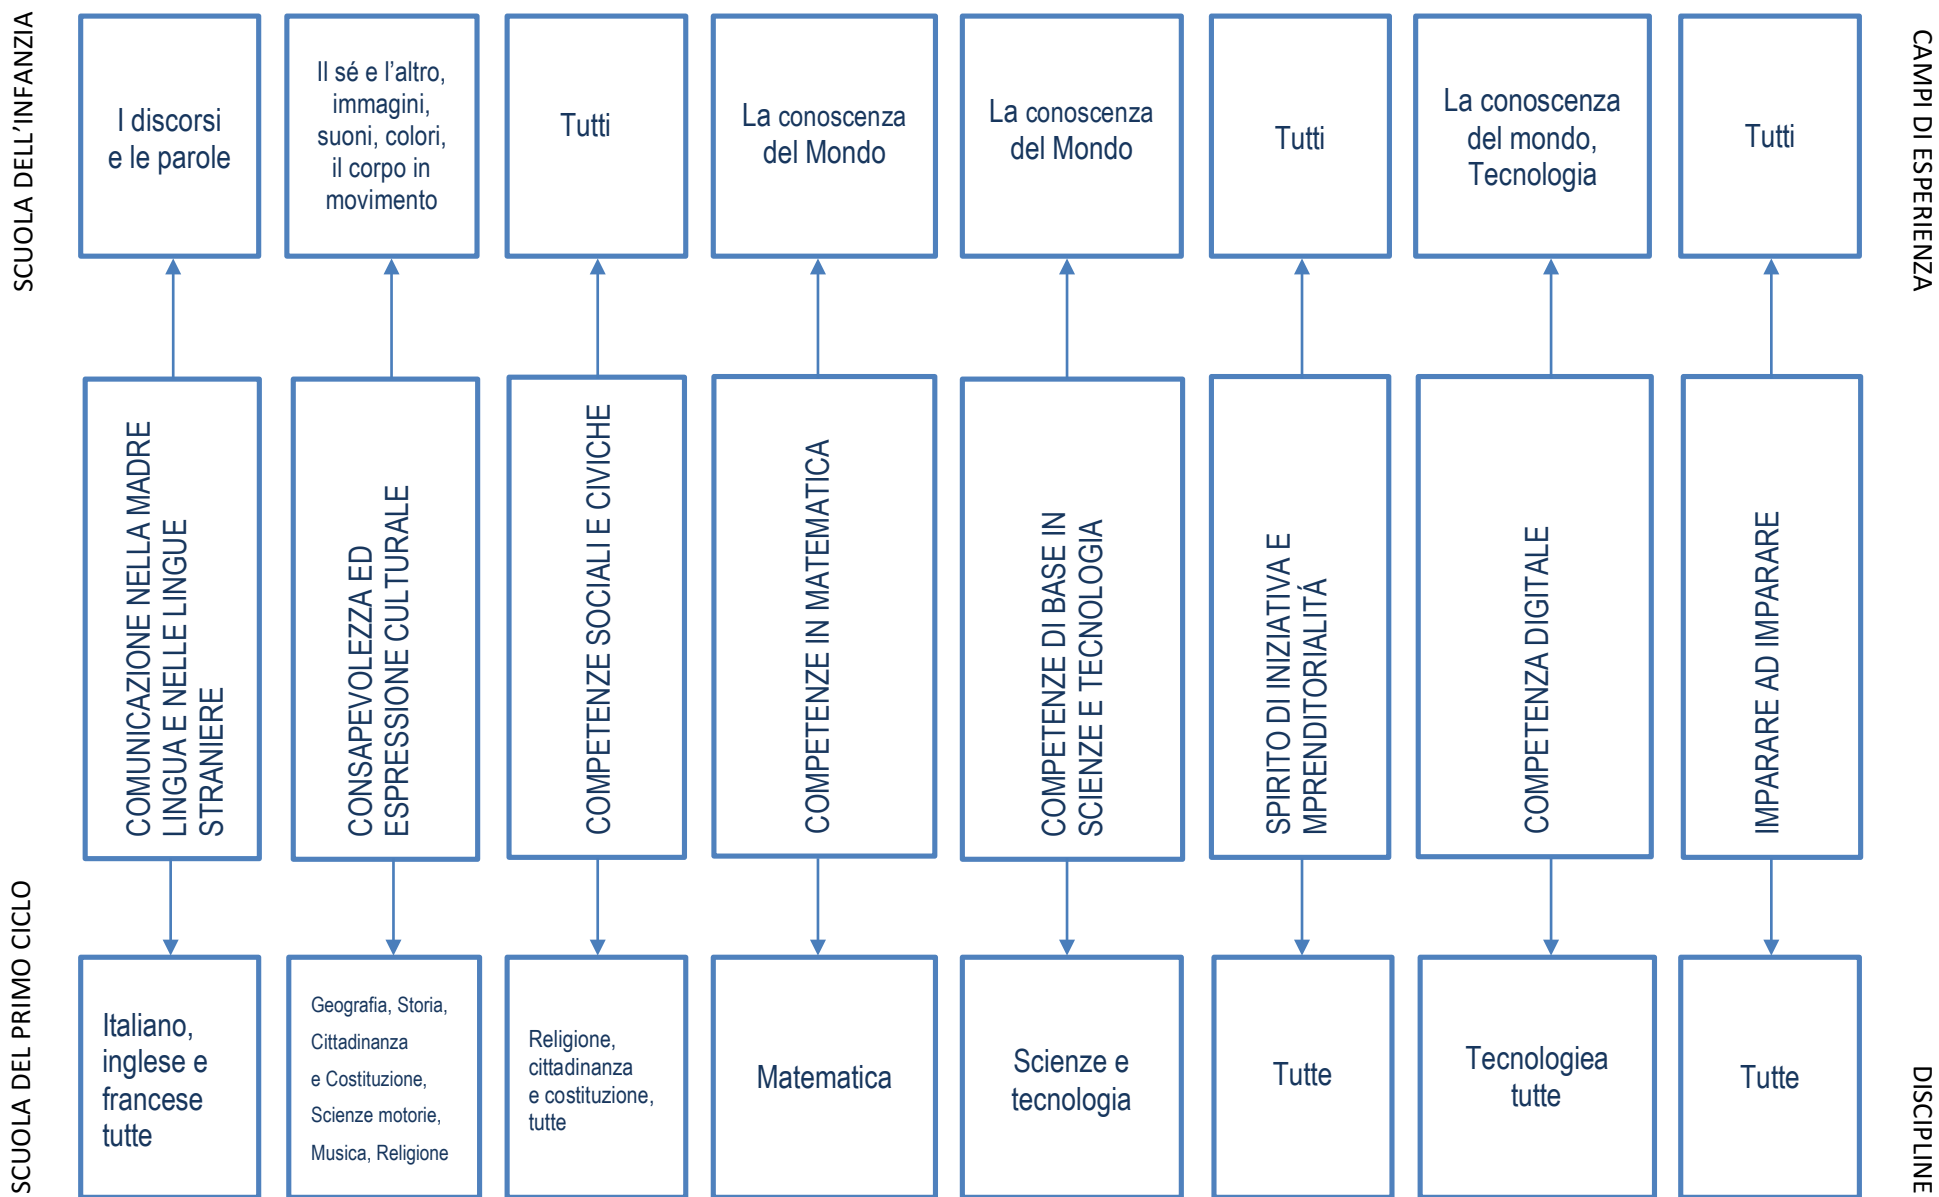 SCUOLA DELL'INFANZIA
I discorsi
e le parole
Il sé e l'altro,
immagini,
suoni, colori,
il corpo in
movimento
Tutti
La conoscenza
del Mondo
La conoscenza
del Mondo
Tutti
La conoscenza
del mondo,
Tecnologia
Tutti
CAMPI DI ESPERIENZA
COMUNICAZIONE NELLA MADRE
LINGUA E NELLE LINGUE
STRANIERE
CONSAPEVOLEZZA ED
ESPRESSIONE CULTURALE
COMPETENZE SOCIALI E CIVICHE
COMPETENZE IN MATEMATICA
COMPETENZE DI BASE IN
SCIENZE E TECNOLOGIA
SPIRITO DI INIZIATIVA E
MPRENDITORIALITÁ
COMPETENZA DIGITALE
IMPARARE AD IMPARARE
SCUOLA DEL PRIMO CICLO
Italiano,
inglese e
francese
tutte
Geografia, Storia,
Cittadinanza
e Costituzione,
Scienze motorie,
Musica, Religione
Religione,
cittadinanza
e costituzione,
tutte
Matematica
Scienze e
tecnologia
Tutte
Tecnologiea
tutte
Tutte
DISCIPLINE